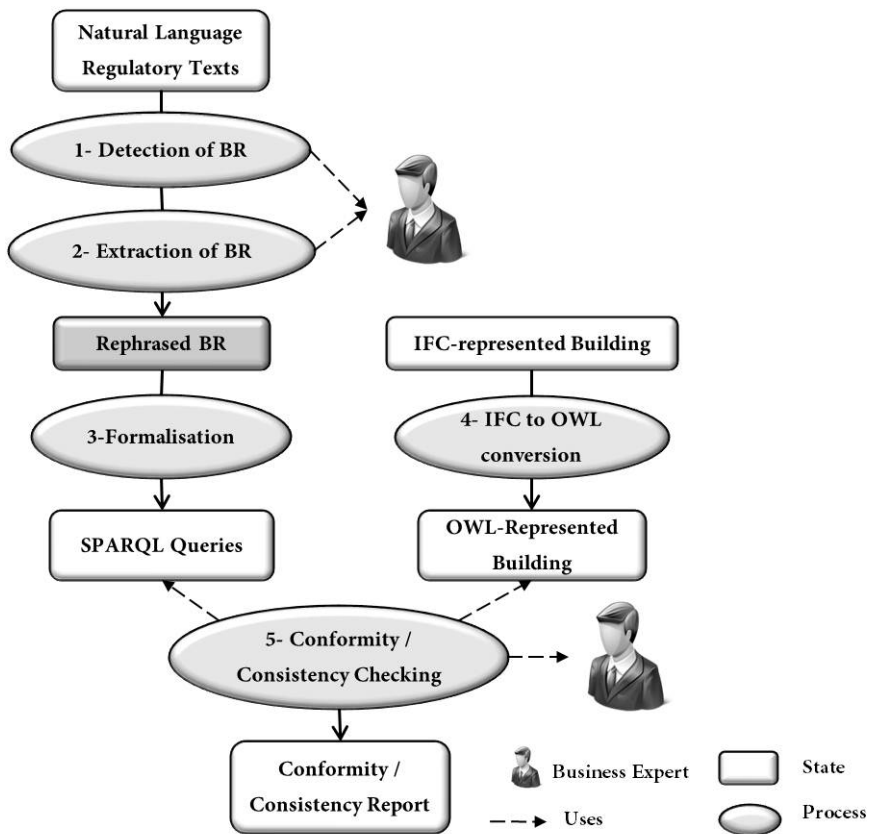 Natural Language
Regulatory Texts
1- Detection of BR
2- Extraction of BR
Rephrased BR
IFC-represented Building
3-Formalisation
4- IFC to OWL
conversion
SPARQL Queries
OWL-Represented
Building
5- Conformity /
Consistency Checking
Conformity /
Consistency Report
Business Expert
State
Uses
Process